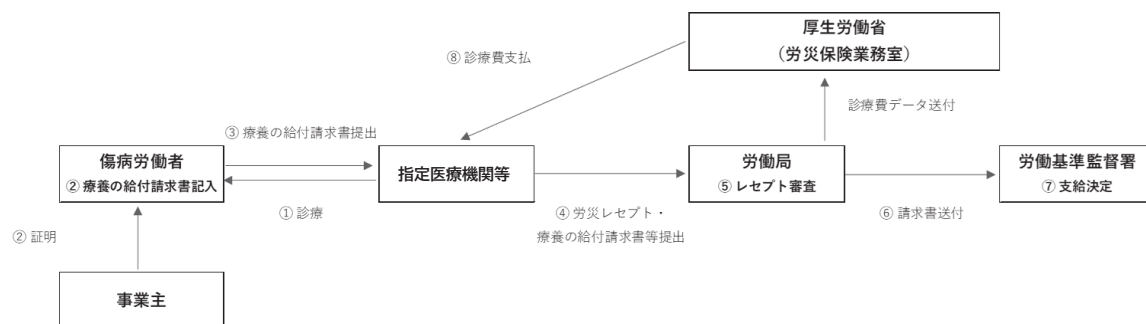 厚生労働省
（労災保険業務室）
⑧ 診療費支払
診療費データ送付
③ 療養の給付請求書提出
傷病労働者
② 療養の給付請求書記入
指定医療機関等
労働局
⑤ レセプト審査
労働基準監督署
⑦ 支給決定
① 診療
④ 労災レセプト・
療養の給付請求書等提出
⑥ 請求書送付
② 証明
事業主